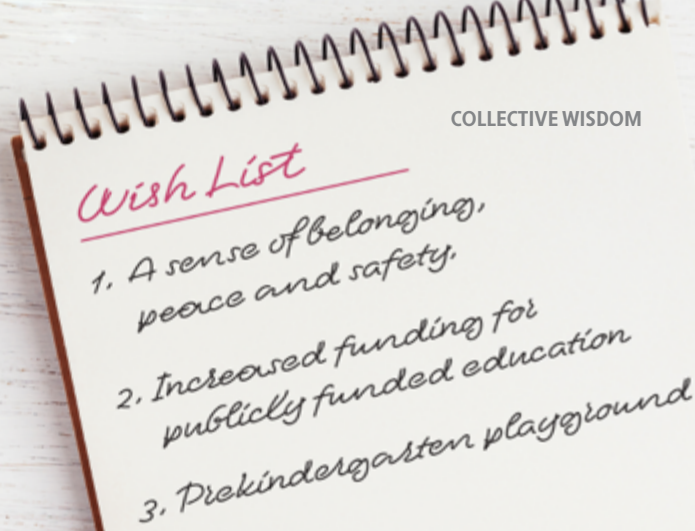 COLLECTIVE WISDOM
Wish List
1. A sense of belonging,
peace and safety.
2. Increased funding for
publicly funded education
3. Prekindergarten playground